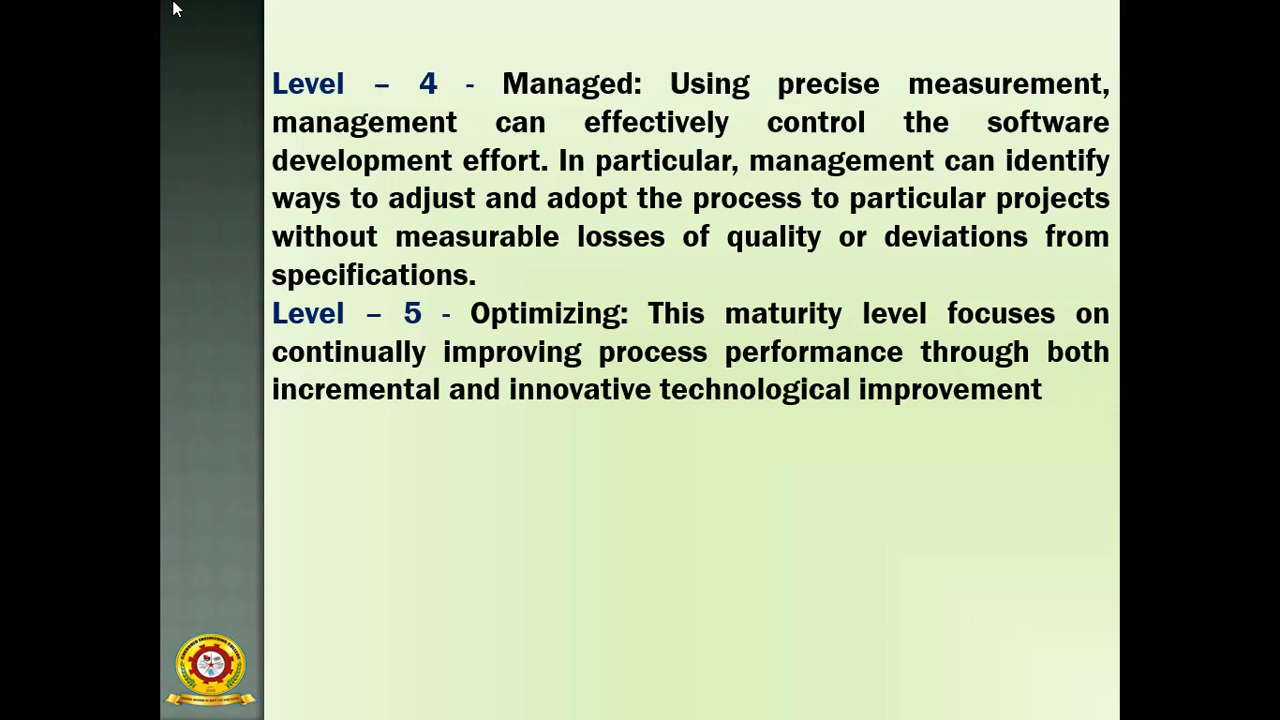 Level – 4 - Managed: Using precise measurement,
management can effectively control the software
development effort. In particular, management can identify
ways to adjust and adopt the process to particular projects
without measurable losses of quality or deviations from
specifications.
Level – 5 - Optimizing: This maturity level focuses on
continually improving process performance through both
incremental and innovative technological improvement